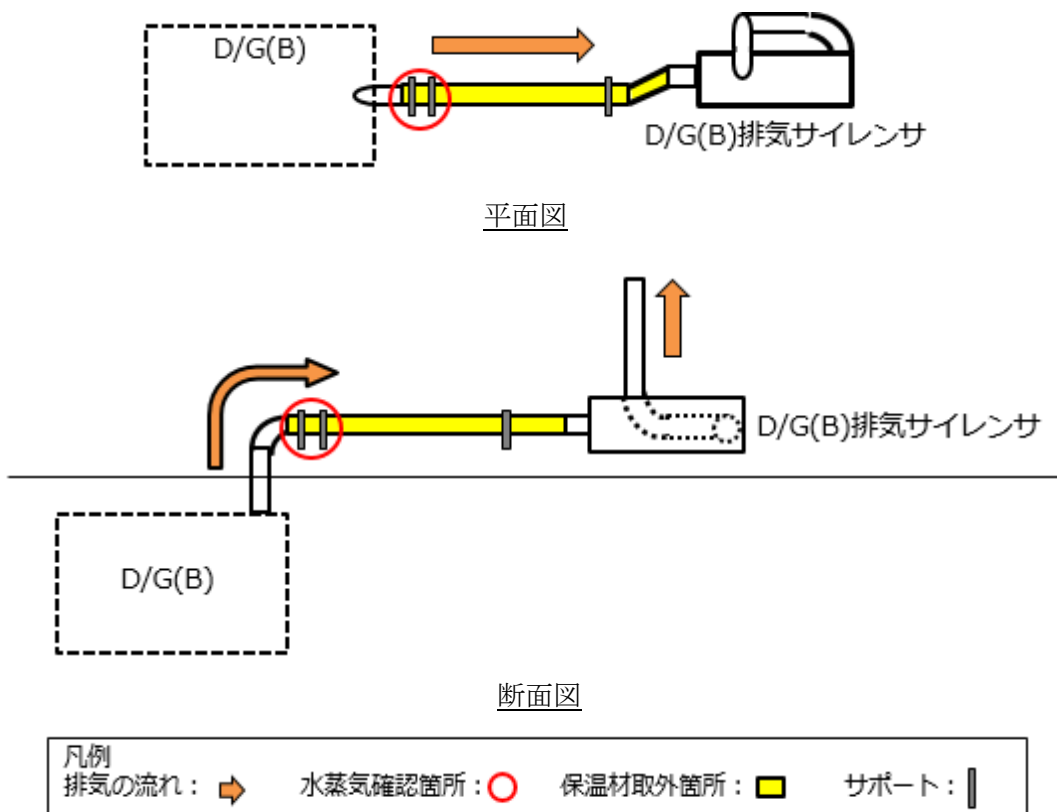 D/G(B)
D/G(B)排気サイレンサ
平面図
D/G(B)排気サイレンサ
D/G(B)
断面図
凡例
排気の流れ： 水蒸気確認箇所： 保温材取外箇所： サポート：